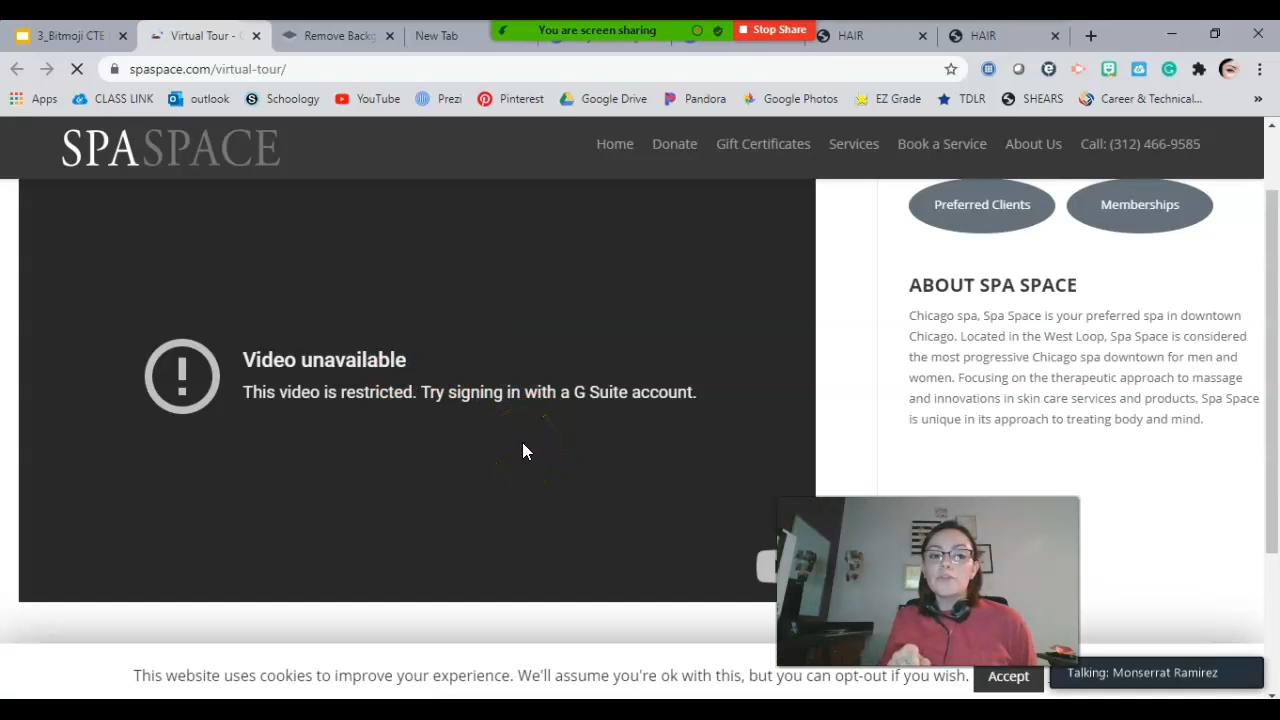 You are screen sharing
Stop Share
3_Bitmoji CTE
Virtual Tour -
Remove Backg
New Tab
HAIR
HAIR
spaspace.com/virtual-tour/
Apps
CLASS LINK
outlook
Schoology
YouTube
Prezi
Pinterest
Google Drive
Pandora
Google Photos
EZ Grade
TDLR
SHEARS
Career & Technical...
SPASPACE
Home
Donate
Gift Certificates
Services
Book a Service
About Us
Call: (312) 466-9585
Video unavailable
This video is restricted. Try signing in with a G Suite account.
Preferred Clients
Memberships
ABOUT SPA SPACE
Chicago spa, Spa Space is your preferred spa in downtown
Chicago. Located in the West Loop, Spa Space is considered
the most progressive Chicago spa downtown for men and
women. Focusing on the therapeutic approach to massage
and innovations in skin care services and products, Spa Space
is unique in its approach to treating body and mind.
This website uses cookies to improve your experience. We'll assume you're ok with this, but you can opt-out if you wish.
Accept
Talking: Monserrat Ramirez